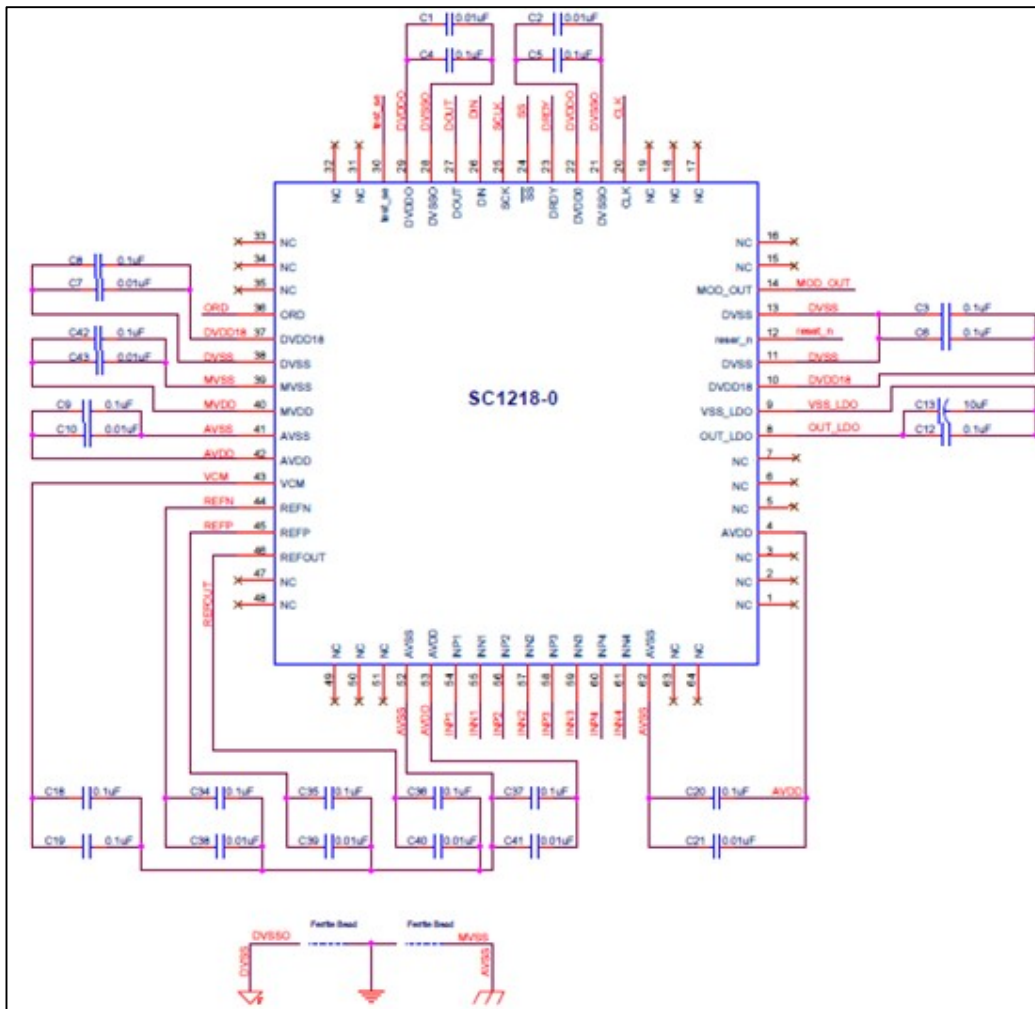 C1 0.01uF C2 0.01uF
C4 0.1uF C5 0.1uF
test_se DVDDO DVSSO DOUT DIN SCLK SS DRDY DVDDO DVSSO CLK
32 31 30 29 28 27 26 25 24 23 22 21 20 19 18 17
NC NC test_se DVDDO DVSSO DOUT DIN SCK SS DRDY DVDDO DVSSO CLK NC NC NC
33 NC
34 NC
35 NC
ORD 36 ORD
DVDD18 37 DVDD18
DVSS 38 DVSS
MVSS 39 MVSS
MVDD 40 MVDD
AVSS 41 AVSS
AVDD 42 AVDD
VCM 43 VCM
REFN 44 REFN
REFP 45 REFP
46 REFOUT
47 NC
48 NC
REFOUT
C8 0.1uF
C7 0.01uF
C42 0.1uF
C43 0.01uF
C9 0.1uF
C10 0.01uF
SC1218-0
NC 16
NC 15
MOD_OUT 14 MOD_OUT
DVSS 13 DVSS
reser_n 12 reset_n
DVSS 11 DVSS
DVDD18 10 DVDD18
VSS_LDO 9 VSS_LDO
OUT_LDO 8 OUT_LDO
NC 7
NC 6
NC 5
AVDD 4
NC 3
NC 2
NC 1
C3 0.1uF
C6 0.1uF
C13 10uF
C12 0.1uF
NC NC NC AVSS AVDD INP1 INN1 INP2 INN2 INP3 INN3 INP4 INN4 AVSS NC NC
49 50 51 52 53 54 55 56 57 58 59 60 61 62 63 64
AVSS AVDD INP1 INN1 INP2 INN2 INP3 INN3 INP4 INN4 AVSS
C18 0.1uF C34 0.1uF C35 0.1uF C36 0.1uF C37 0.1uF C20 0.1uF AVDD
C19 0.1uF C38 0.01uF C39 0.01uF C40 0.01uF C41 0.01uF C21 0.01uF
Ferrite Bead Ferrite Bead
DVSSO MVSS
DVSS AVSS